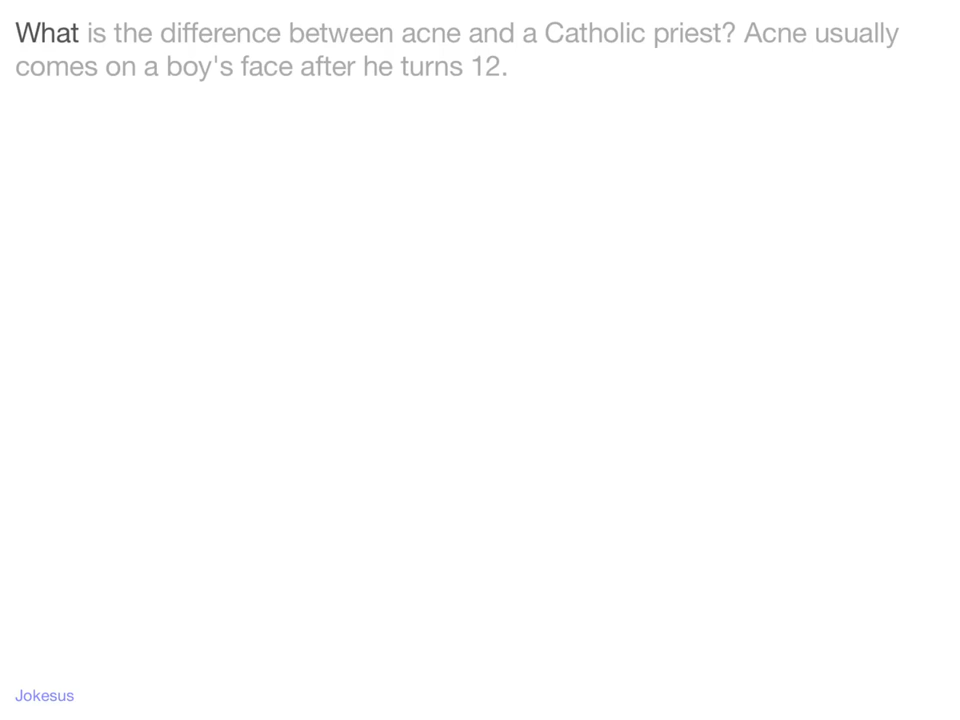 What is the difference between acne and a Catholic priest? Acne usually
comes on a boy's face after he turns 12.
Jokesus